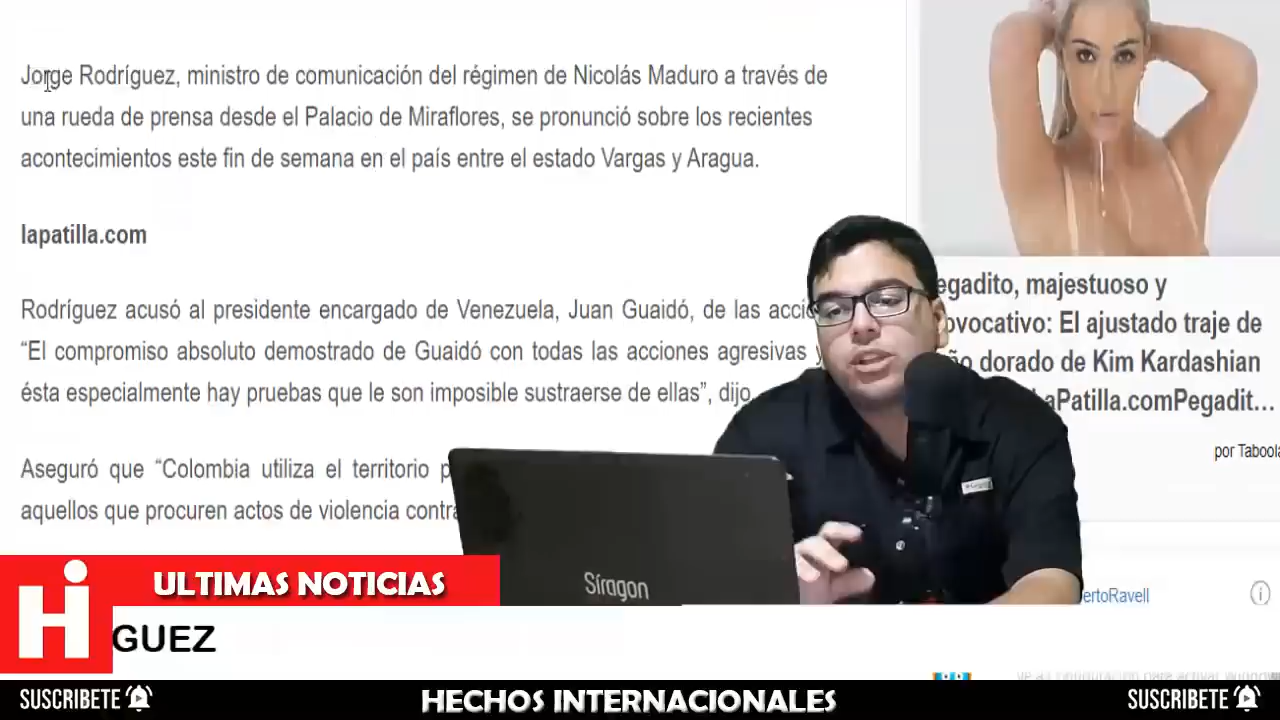 Jorge Rodríguez, ministro de comunicación del régimen de Nicolás Maduro a través de
una rueda de prensa desde el Palacio de Miraflores, se pronunció sobre los recientes
acontecimientos este fin de semana en el país entre el estado Vargas y Aragua.
lapatilla.com
Rodríguez acusó al presidente encargado de Venezuela, Juan Guaidó, de las accio
“El compromiso absoluto demostrado de Guaidó con todas las acciones agresivas y
ésta especialmente hay pruebas que le son imposible sustraerse de ellas”, dijo.
Aseguró que “Colombia utiliza el territorio p
aquellos que procuren actos de violencia contra
egadito, majestuoso y
ovocativo: El ajustado traje de
ño dorado de Kim Kardashian
aPatilla.comPegadit...
por Taboola
ertoRavell
Hi
ULTIMAS NOTICIAS
GUEZ
Síragon
SUSCRIBETE
HECHOS INTERNACIONALES
SUSCRIBETE